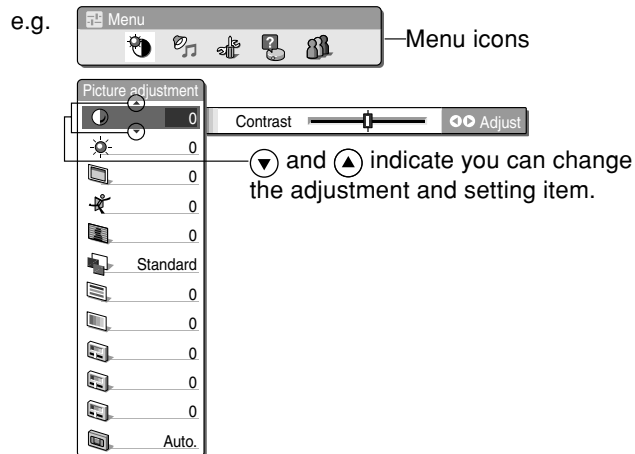 e.g.
Menu
Menu icons
Picture adjustment
0
Contrast
Adjust
0
▼ and ▲ indicate you can change
the adjustment and setting item.
0
0
0
Standard
0
0
0
0
0
Auto.